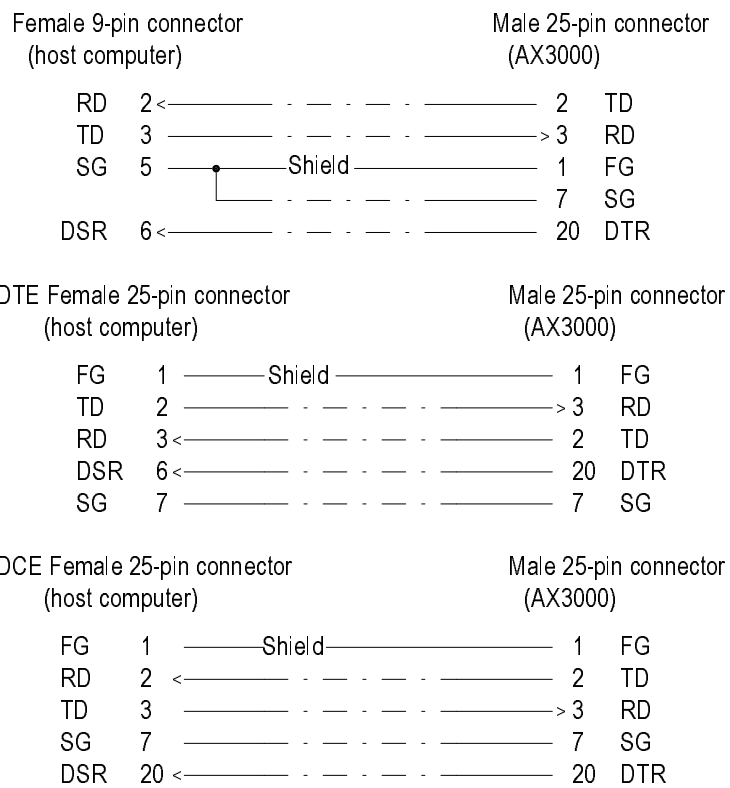 Female 9-pin connector Male 25-pin connector
(host computer) (AX3000)
RD 2 2 TD
TD 3 3 RD
SG 5 Shield 1 FG
7 SG
DSR 6 20 DTR
DTE Female 25-pin connector Male 25-pin connector
(host computer) (AX3000)
FG 1 Shield 1 FG
TD 2 3 RD
RD 3 2 TD
DSR 6 20 DTR
SG 7 7 SG
DCE Female 25-pin connector Male 25-pin connector
(host computer) (AX3000)
FG 1 Shield 1 FG
RD 2 2 TD
TD 3 3 RD
SG 7 7 SG
DSR 20 20 DTR